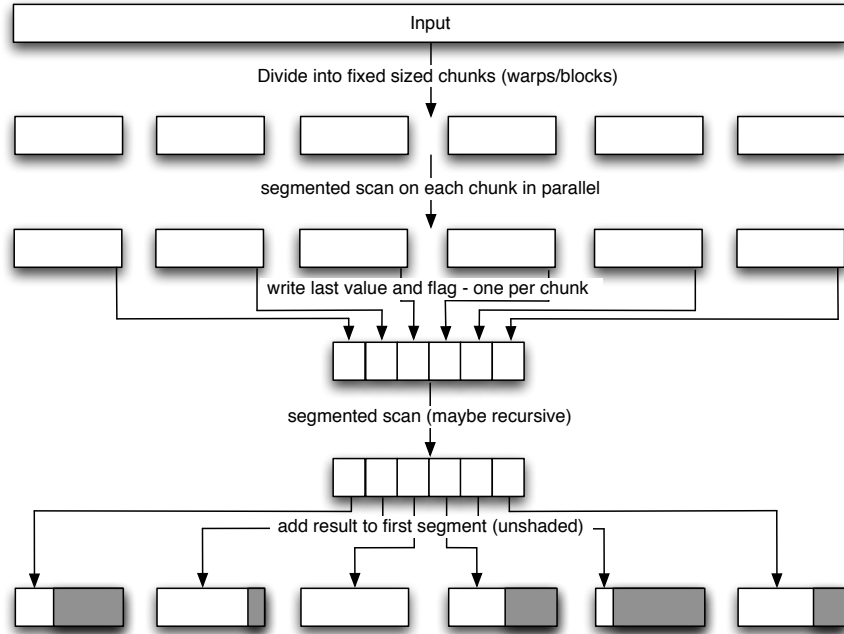 Input
Divide into fixed sized chunks (warps/blocks)
segmented scan on each chunk in parallel
write last value and flag - one per chunk
segmented scan (maybe recursive)
add result to first segment (unshaded)